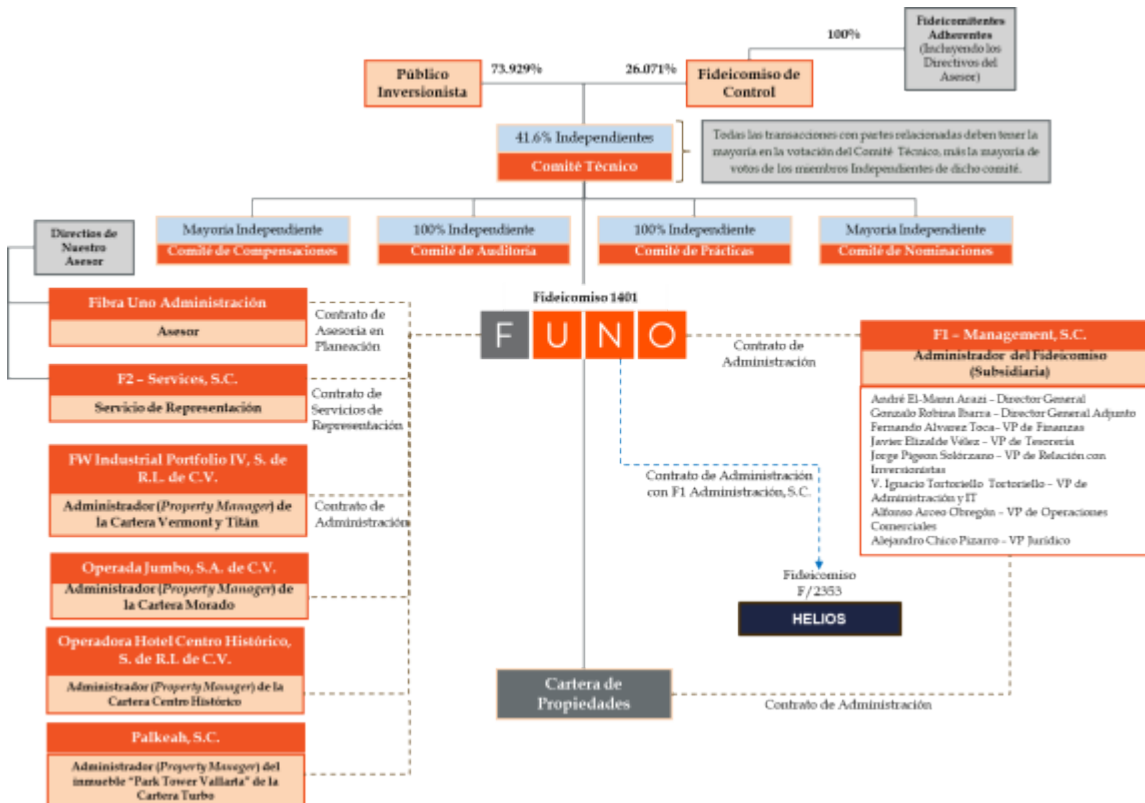 Fideicomitentes
Adherentes
(Incluyendo los
Directivos del
Asesor)
100%
Público
Inversionista
73.929%
26.071%
Fideicomiso de
Control
41.6% Independientes
Comité Técnico
Todas las transacciones con partes relacionadas deben tener la
mayoría en la votación del Comité Técnico, más la mayoría de
votos de los miembros Independientes de dicho comité.
Mayoría Independiente
Comité de Compensaciones
100% Independiente
Comité de Auditoría
100% Independiente
Comité de Prácticas
Mayoría Independiente
Comité de Nominaciones
Directios de
Nuestro
Asesor
Fibra Uno Administración
Asesor
Contrato de
Asesoría en
Planeación
F2 – Services, S.C.
Servicio de Representación
Contrato de
Servicios de
Representación
FW Industrial Portfolio IV, S. de
R.L. de C.V.
Administrador (Property Manager) de
la Cartera Vermont y Titán
Contrato de
Administración
Operada Jumbo, S.A. de C.V.
Administrador (Property Manager) de
la Cartera Morado
Operadora Hotel Centro Histórico,
S. de R.L de C.V.
Administrador (Property Manager) de la
Cartera Centro Histórico
Palkeah, S.C.
Administrador (Property Manager) del
inmueble "Park Tower Vallarta" de la
Cartera Turbo
Fideicomiso 1401
FUNO
Contrato de
Administración
F1 – Management, S.C.
Administrador del Fideicomiso
(Subsidiaria)
André El-Mann Arazi – Director General
Gonzalo Robina Ibarra – Director General Adjunto
Fernando Alvarez Toca– VP de Finanzas
Javier Elizalde Vélez – VP de Tesorería
Jorge Pigeon Solórzano – VP de Relación con
Inversionistas
V. Ignacio Tortoriello Tortoriello – VP de
Administración y IT
Alfonso Arceo Obregón – VP de Operaciones
Comerciales
Alejandro Chico Pizarro – VP Jurídico
Contrato de Administración
con F1 Administración, S.C.
Fideicomiso
F/2353
HELIOS
Cartera de
Propiedades
Contrato de Administración